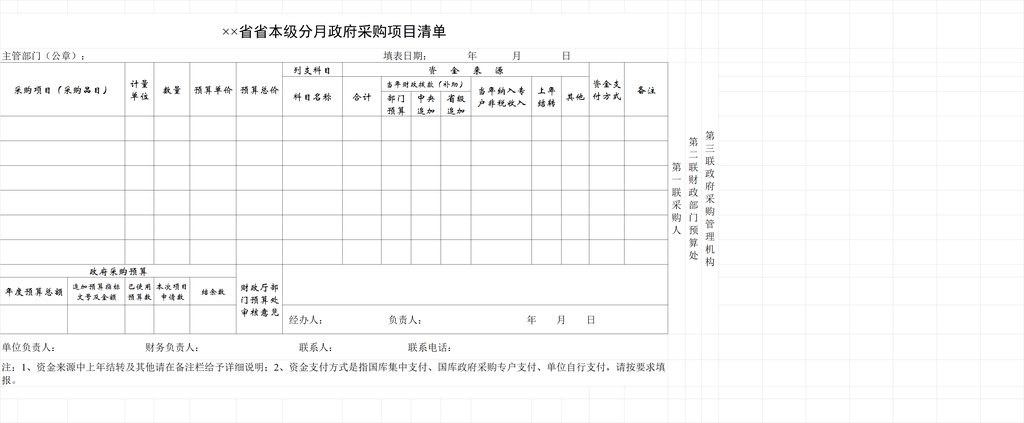 ××省省本级分月政府采购项目清单
主管部门（公章）： 填表日期： 年 月 日
采购项目（采购品目） 计量单位 数量 预算单价 预算总价 列支科目 资 金 来 源 资金支付方式 备注
科目名称 合计 当年财政拨款（补助） 当年纳入专户非税收入 上年结转 其他
部门预算 中央追加 省级追加
第一联采购人
第二联财政部门预算处
第三联政府采购管理机构
政府采购预算
年度预算总额 追加预算指标文号及金额 已使用预算数 本次项目申请数 结余数 财政厅部门预算处审核意见
经办人： 负责人： 年 月 日
单位负责人： 财务负责人： 联系人： 联系电话：
注：1、资金来源中上年结转及其他请在备注栏给予详细说明；2、资金支付方式是指国库集中支付、国库政府采购专户支付、单位自行支付，请按要求填
报。